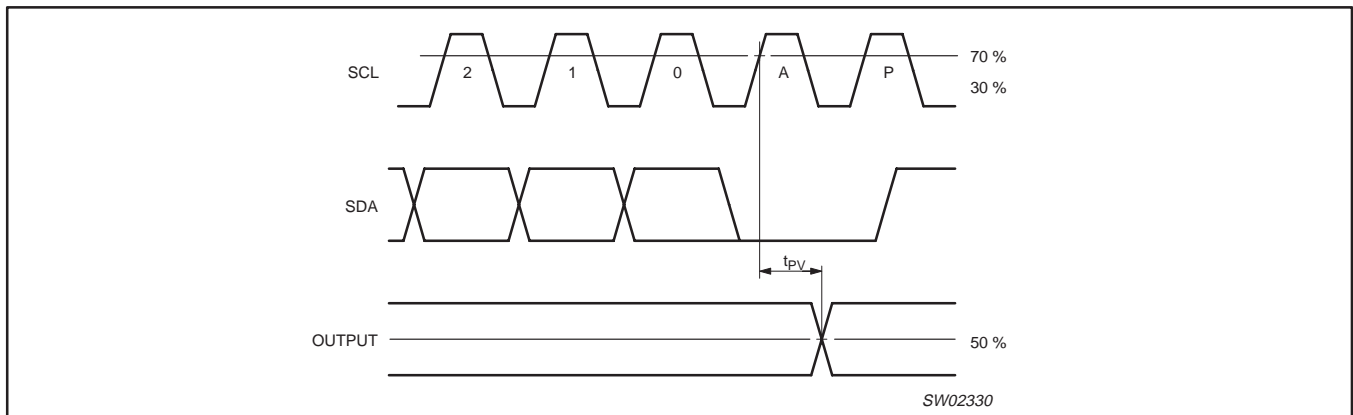 SCL 2 1 0 A P 70 %
30 %
SDA
tPV
OUTPUT 50 %
SW02330